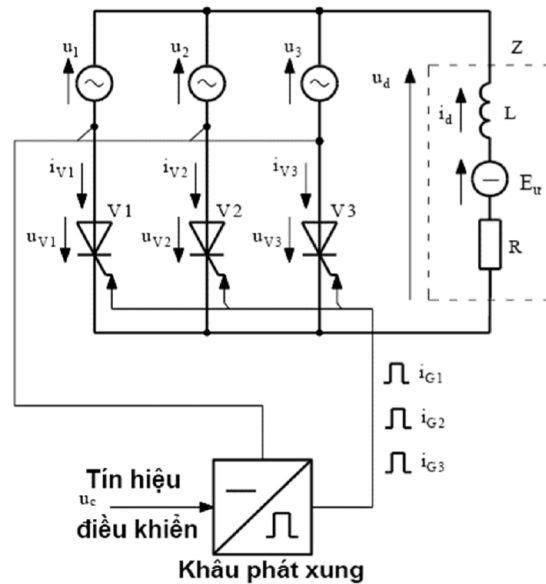 u1 u2 u3 Z
ud
id L
iV1 iV2 iV3
V1 V2 V3 Eư
uV1 uV2 uV3
R
iG1
iG2
iG3
Tín hiệu
uc
điều khiển
Khâu phát xung